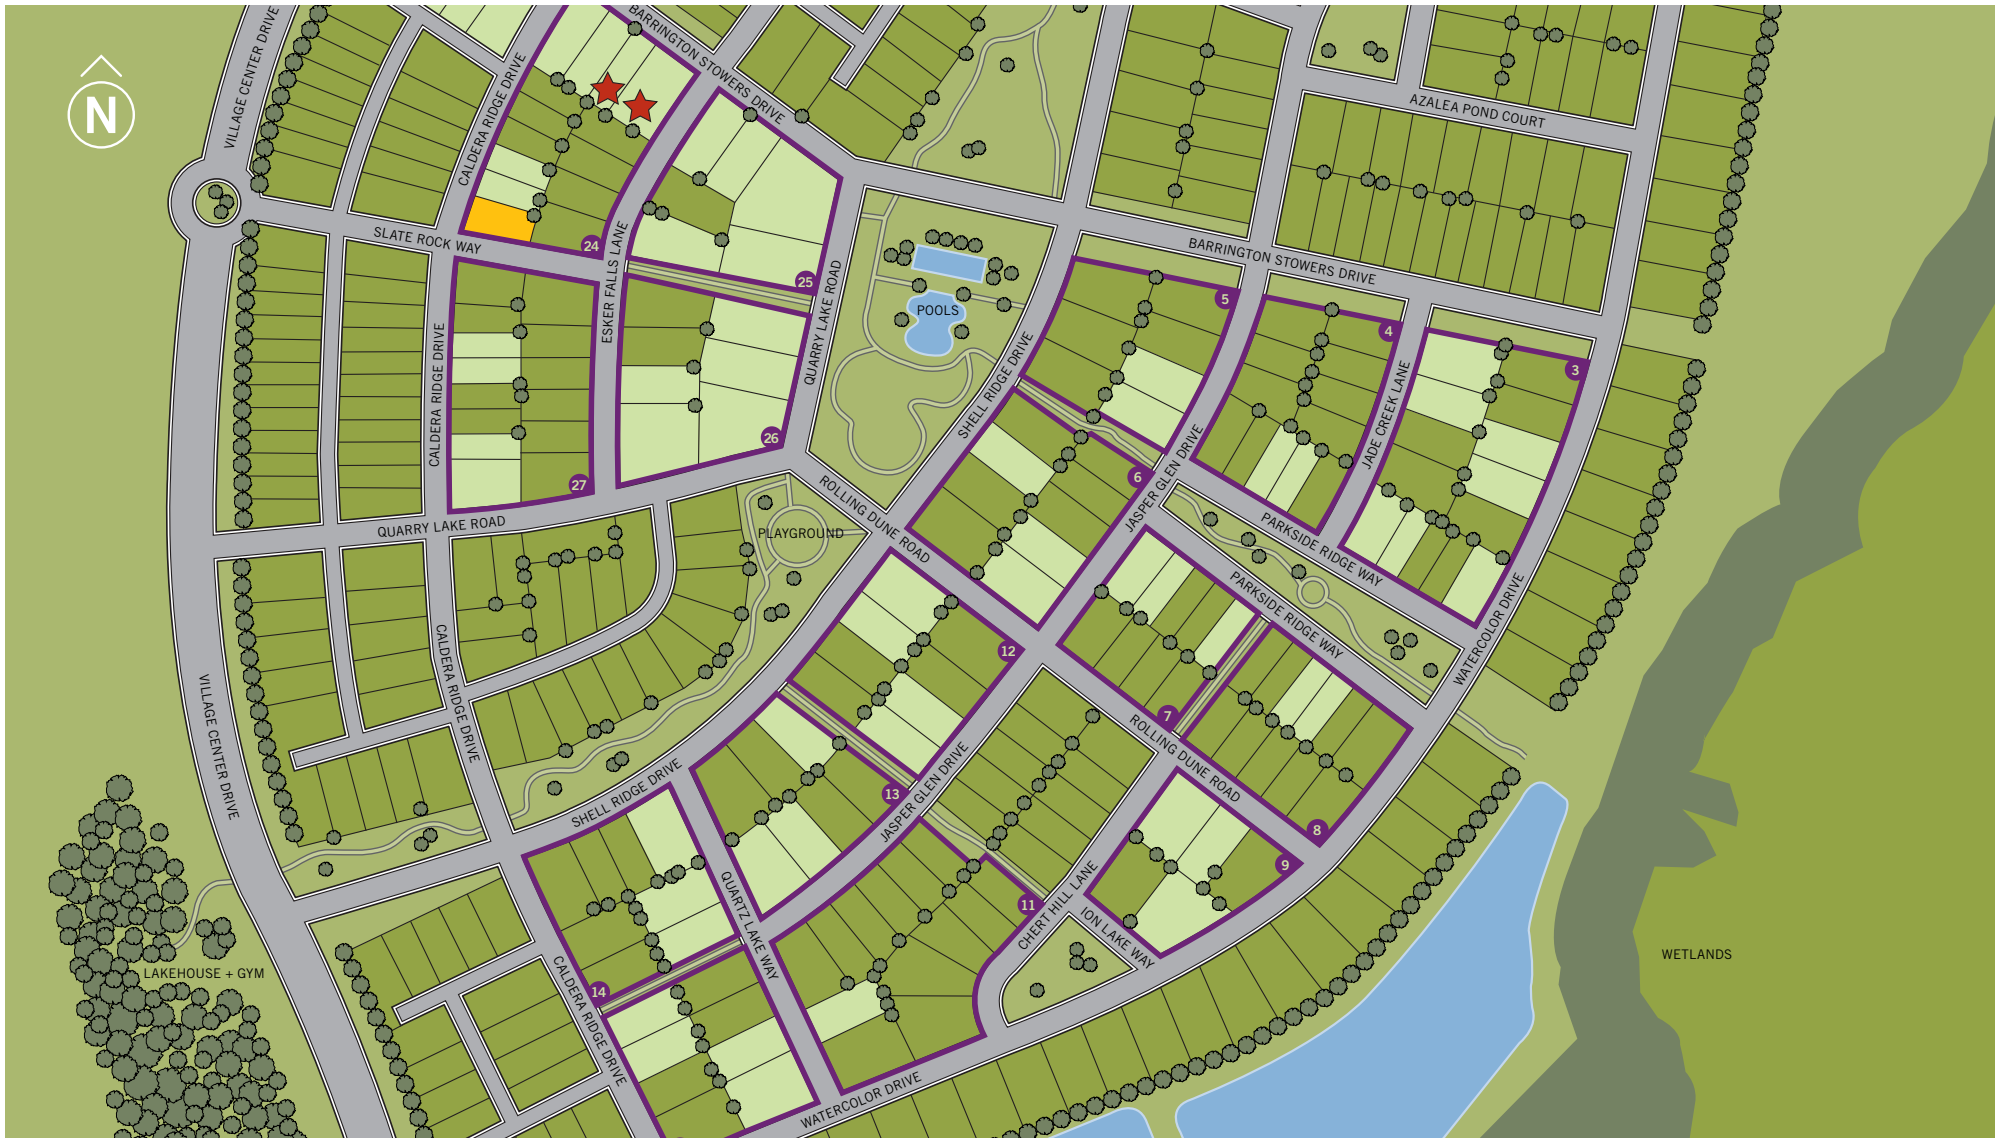 VILLAGE CENTER DRIVE
BARRINGTON STOWERS DRIVE
N
CALDERA RIDGE DRIVE
AZALEA POND COURT
SLATE ROCK WAY
24
ESKER FALLS LANE
25
QUARRY LAKE ROAD
BARRINGTON STOWERS DRIVE
POOLS
5
4
3
CALDERA RIDGE DRIVE
SHELL RIDGE DRIVE
JADE CREEK LANE
26
27
6
JASPER GLEN DRIVE
QUARRY LAKE ROAD
PLAYGROUND
ROLLING DUNE ROAD
PARKSIDE RIDGE WAY
PARKSIDE RIDGE WAY
WATERCOLOR DRIVE
12
CALDERA RIDGE DRIVE
VILLAGE CENTER DRIVE
7
ROLLING DUNE ROAD
SHELL RIDGE DRIVE
13
JASPER GLEN DRIVE
8
9
QUARTZ LAKE WAY
11
CHERT HILL LANE
ION LAKE WAY
LAKEHOUSE + GYM
14
CALDERA RIDGE DRIVE
WETLANDS
WATERCOLOR DRIVE